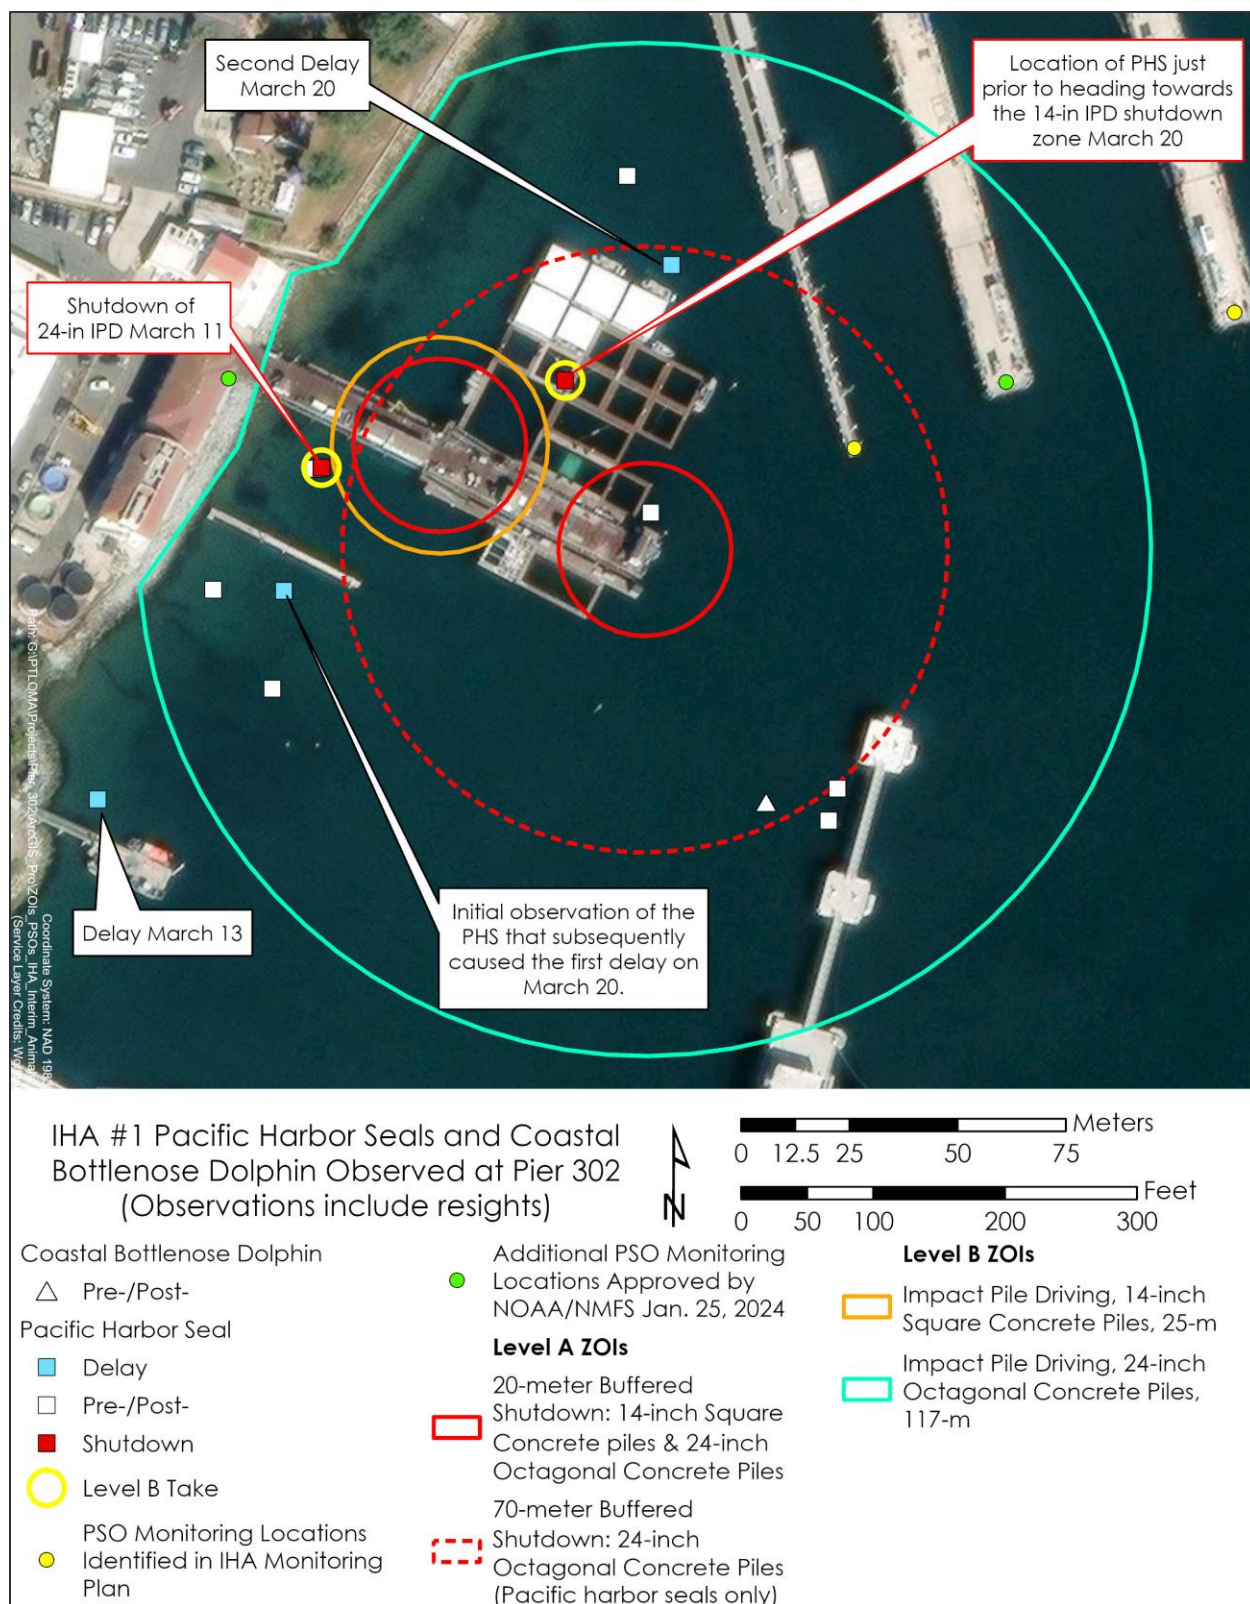 Second Delay
March 20
Location of PHS just
prior to heading towards
the 14-in IPD shutdown
zone March 20
Shutdown of
24-in IPD March 11
Delay March 13
Initial observation of the
PHS that subsequently
caused the first delay on
March 20.
Coordinate System: NAD
(Service Layer Credits:
IHA #1 Pacific Harbor Seals and Coastal
Bottlenose Dolphin Observed at Pier 302
(Observations include resights)
N
Meters
0 12.5 25 50 75
Feet
0 50 100 200 300
Coastal Bottlenose Dolphin
Pre-/Post-
Pacific Harbor Seal
Delay
Pre-/Post-
Shutdown
Level B Take
PSO Monitoring Locations
Identified in IHA Monitoring
Plan
Additional PSO Monitoring
Locations Approved by
NOAA/NMFS Jan. 25, 2024
Level A ZOIs
20-meter Buffered
Shutdown: 14-inch Square
Concrete piles & 24-inch
Octagonal Concrete Piles
70-meter Buffered
Shutdown: 24-inch
Octagonal Concrete Piles
(Pacific harbor seals only)
Level B ZOIs
Impact Pile Driving, 14-inch
Square Concrete Piles, 25-m
Impact Pile Driving, 24-inch
Octagonal Concrete Piles,
117-m